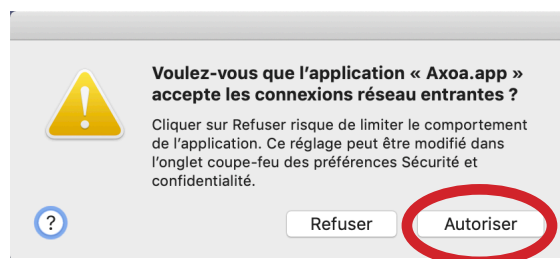 Voulez-vous que l’application « Axoa.app »
accepte les connexions réseau entrantes ?
Cliquer sur Refuser risque de limiter le comportement
de l’application. Ce réglage peut être modifié dans
l’onglet coupe-feu des préférences Sécurité et
confidentialité.
?
Refuser
Autoriser